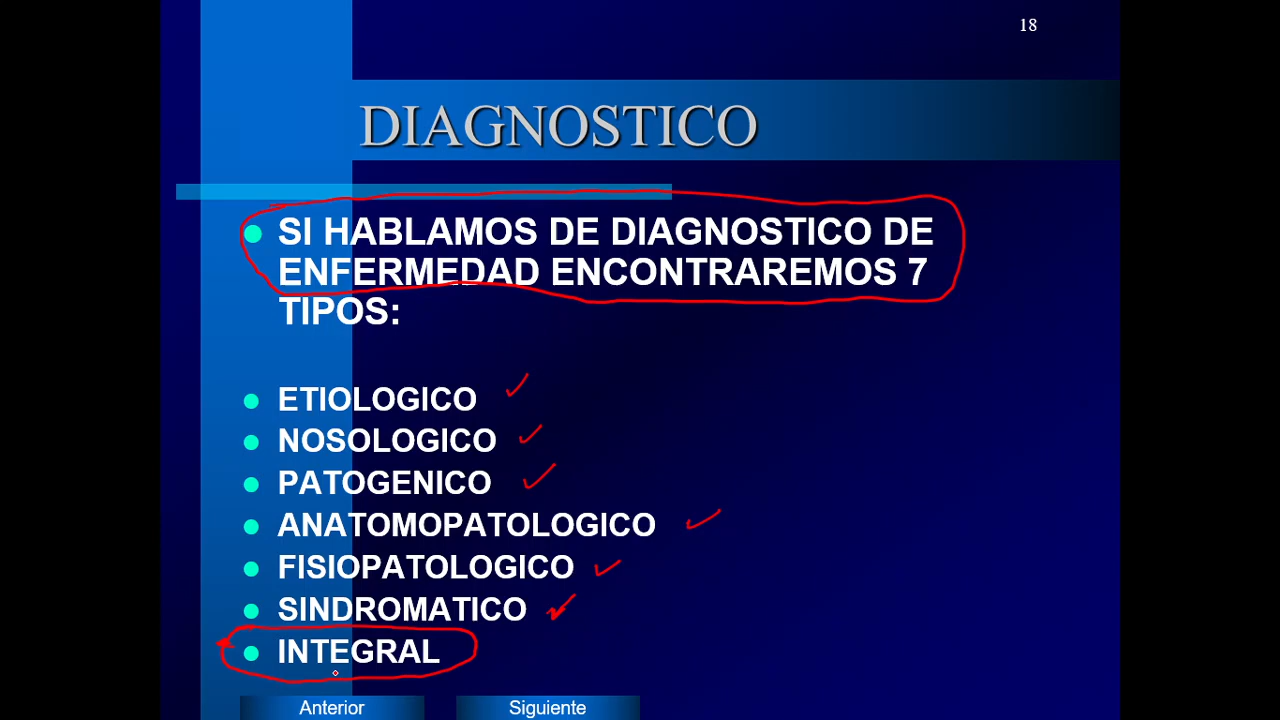 18
DIAGNOSTICO
SI HABLAMOS DE DIAGNOSTICO DE
ENFERMEDAD ENCONTRAREMOS 7
TIPOS:
ETIOLOGICO
NOSOLOGICO
PATOGENICO
ANATOMOPATOLOGICO
FISIOPATOLOGICO
SINDROMATICO
INTEGRAL
Anterior
Siguiente